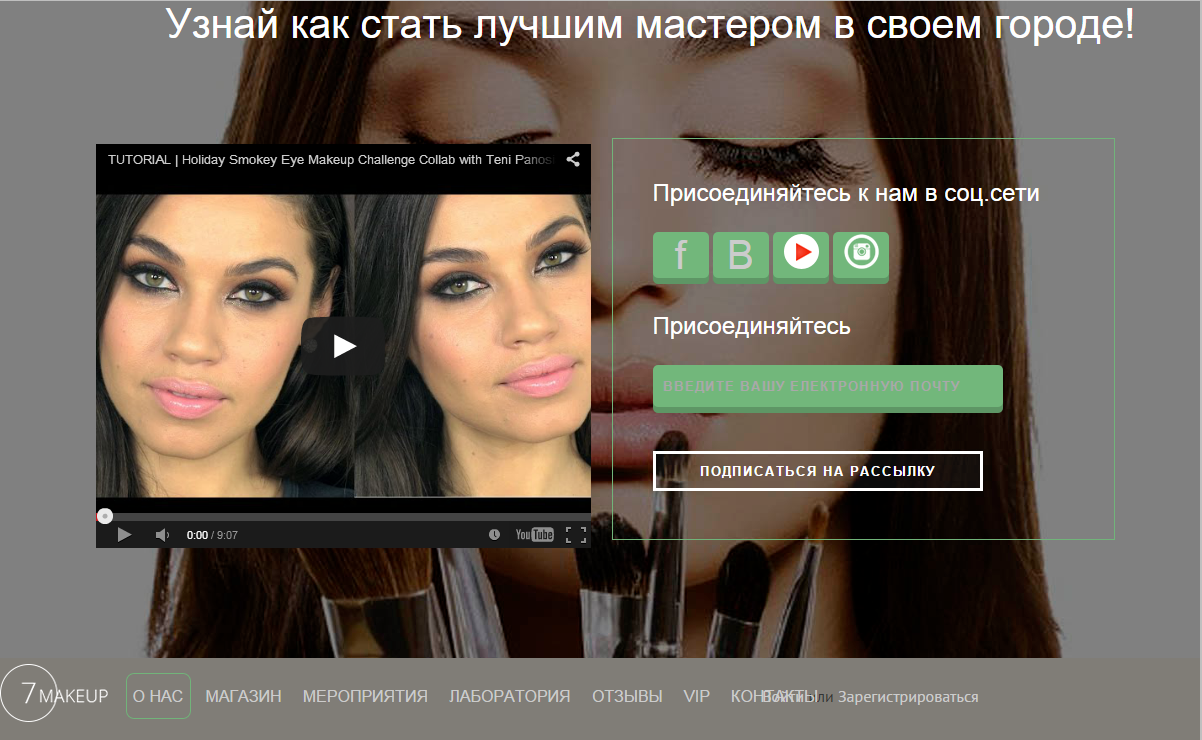 Узнай как стать лучшим мастером в своем городе!
TUTORIAL | Holiday Smokey Eye Makeup Challenge Collab with Teni Panos
Присоединяйтесь к нам в соц.сети
f B
Присоединяйтесь
ВВЕДИТЕ ВАШУ ЕЛЕКТРОННУЮ ПОЧТУ
ПОДПИСАТЬСЯ НА РАССЫЛКУ
0:00 / 9:07 YouTube
7 MAKEUP О НАС МАГАЗИН МЕРОПРИЯТИЯ ЛАБОРАТОРИЯ ОТЗЫВЫ VIP КОНТАКТЫ или Зарегистрироваться